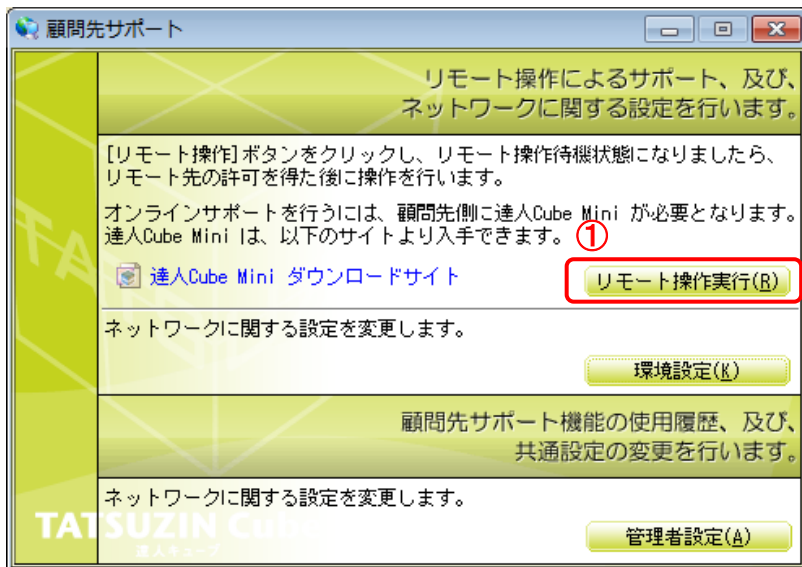 顧問先サポート
リモート操作によるサポート、及び、
ネットワークに関する設定を行います。
[リモート操作]ボタンをクリックし、リモート操作待機状態になりましたら、
リモート先の許可を得た後に操作を行います。
オンラインサポートを行うには、顧問先側に達人Cube Mini が必要となります。
達人Cube Mini は、以下のサイトより入手できます。 ①
達人Cube Mini ダウンロードサイト
リモート操作実行(R)
ネットワークに関する設定を変更します。
環境設定(K)
顧問先サポート機能の使用履歴、及び、
共通設定の変更を行います。
ネットワークに関する設定を変更します。
管理者設定(A)
TATSUZIN Cube
達人キューブ